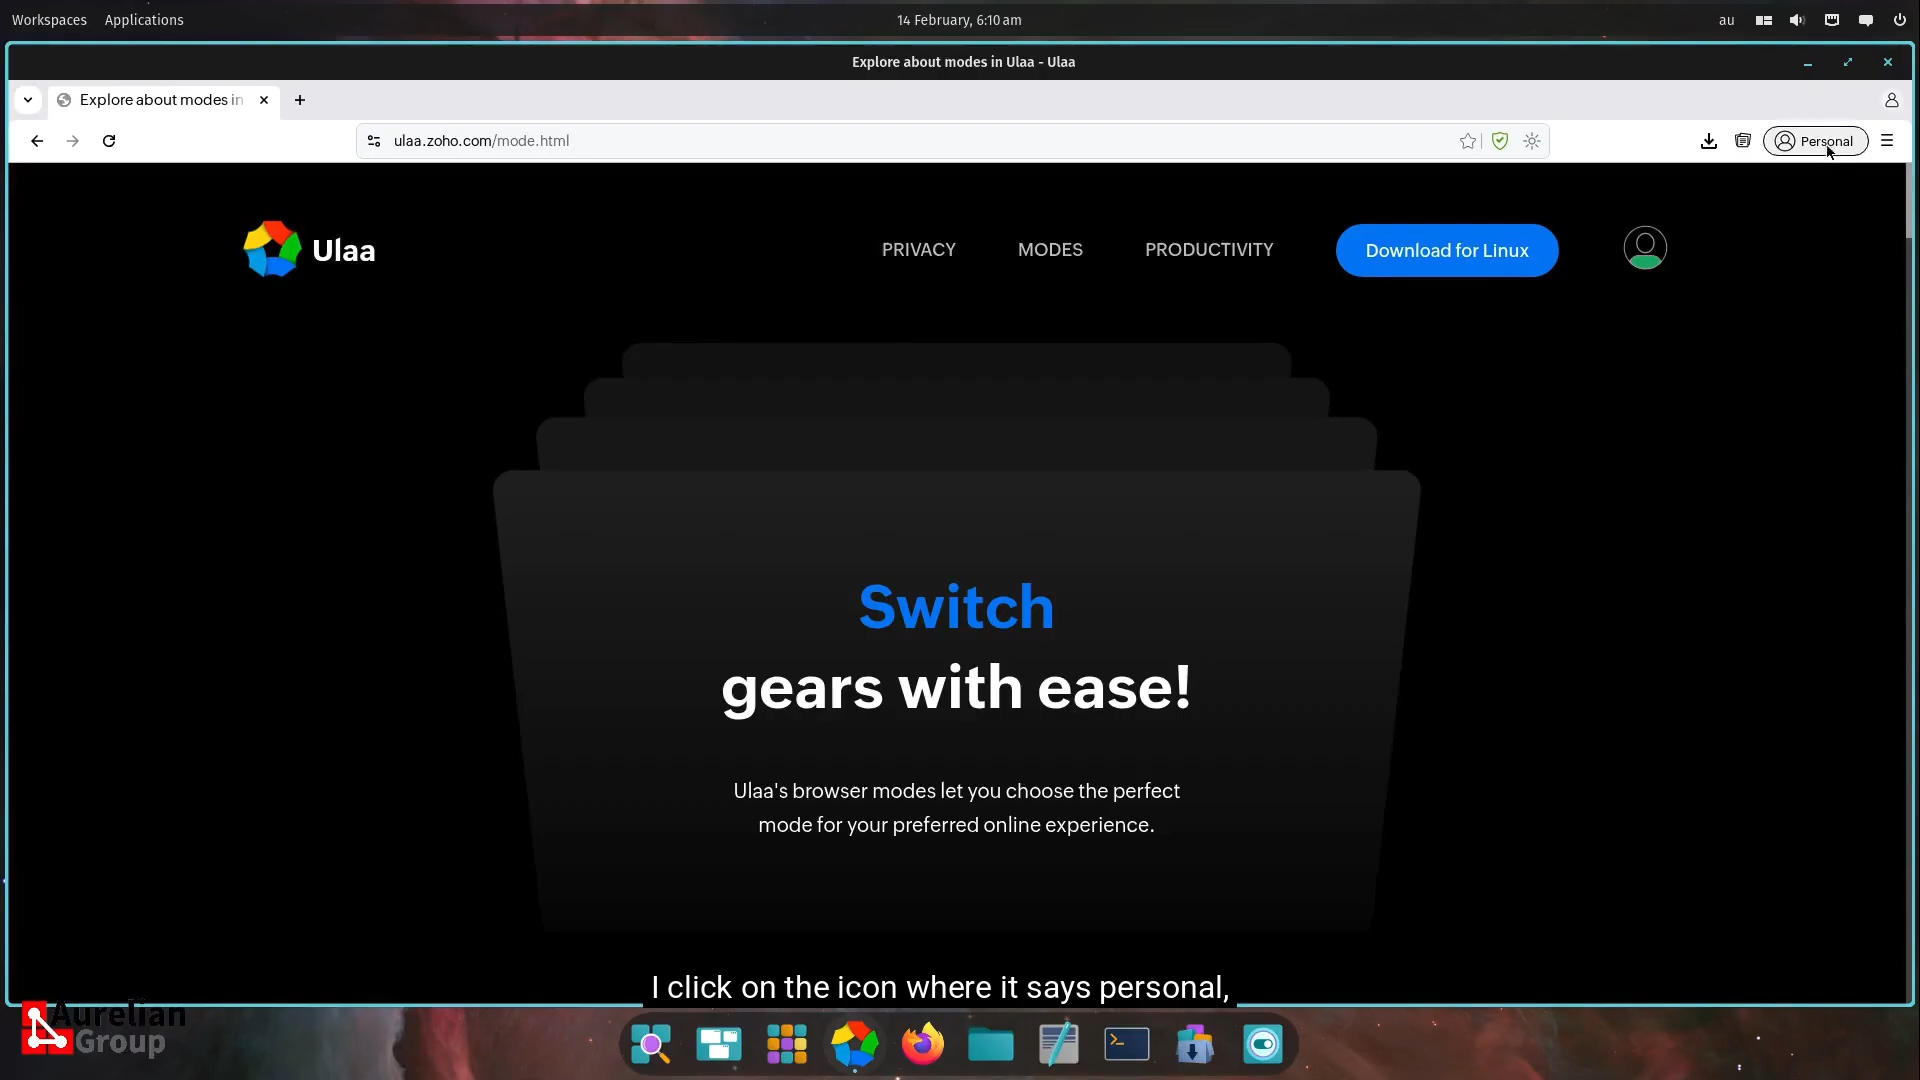 Workspaces Applications 14 February, 6:10 am au
Explore about modes in Ulaa - Ulaa
Explore about modes in
ulaa.zoho.com/mode.html Personal
Ulaa PRIVACY MODES PRODUCTIVITY Download for Linux
Switch
gears with ease!
Ulaa's browser modes let you choose the perfect
mode for your preferred online experience.
I click on the icon where it says personal,
Aurelian
Group